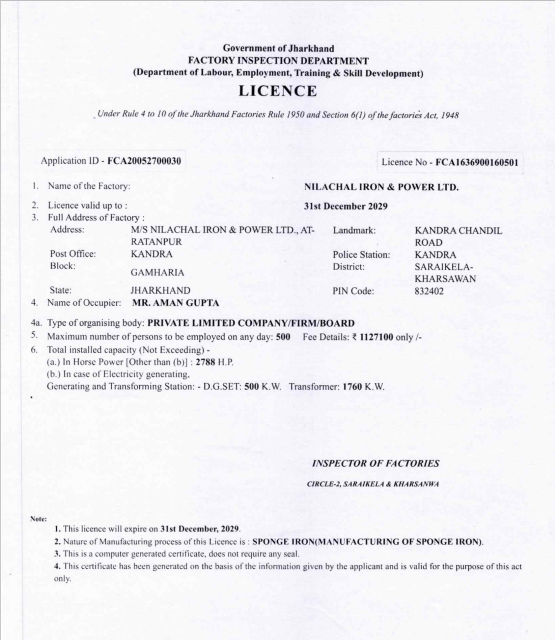 Government of Jharkhand
FACTORY INSPECTION DEPARTMENT
(Department of Labour, Employment, Training & Skill Development)
LICENCE
Under Rule 4 to 10 of the Jharkhand Factories Rule 1950 and Section 6(1) of the factories Act, 1948
Application ID - FCA20052700030 Licence No - FCA1636900160501
1. Name of the Factory: NILACHAL IRON & POWER LTD.
2. Licence valid up to : 31st December 2029
3. Full Address of Factory :
Address: M/S NILACHAL IRON & POWER LTD., AT- Landmark: KANDRA CHANDIL
RATANPUR ROAD
Post Office: KANDRA Police Station: KANDRA
Block: GAMHARIA District: SARAIKELA-
KHARSAWAN
State: JHARKHAND PIN Code: 832402
4. Name of Occupier: MR. AMAN GUPTA
4a. Type of organising body: PRIVATE LIMITED COMPANY/FIRM/BOARD
5. Maximum number of persons to be employed on any day: 500 Fee Details: ₹ 1127100 only /-
6. Total installed capacity (Not Exceeding) -
(a.) In Horse Power [Other than (b)] : 2788 H.P.
(b.) In case of Electricity generating,
Generating and Transforming Station: - D.G.SET: 500 K.W. Transformer: 1760 K.W.
INSPECTOR OF FACTORIES
CIRCLE-2, SARAIKELA & KHARSANWA
Note:
1. This licence will expire on 31st December, 2029.
2. Nature of Manufacturing process of this Licence is : SPONGE IRON(MANUFACTURING OF SPONGE IRON).
3. This is a computer generated certificate, does not require any seal.
4. This certificate has been generated on the basis of the information given by the applicant and is valid for the purpose of this act
only.